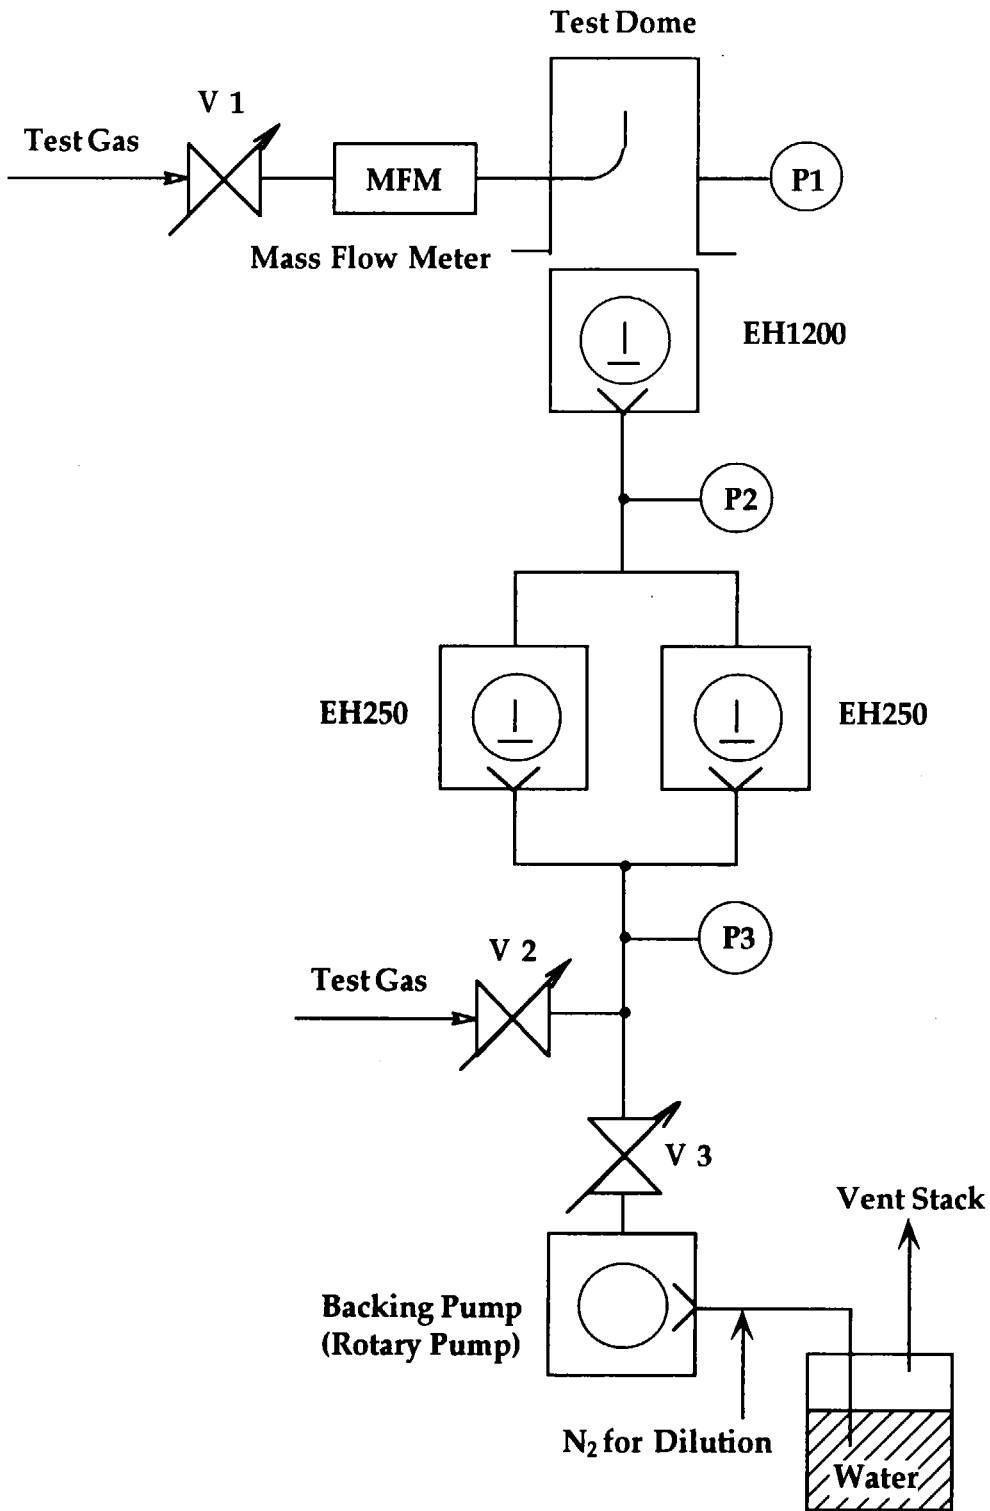 Test Dome
V 1
Test Gas
MFM
P1
Mass Flow Meter
EH1200
P2
EH250
EH250
P3
V 2
Test Gas
V 3
Vent Stack
Backing Pump
(Rotary Pump)
N₂ for Dilution
Water